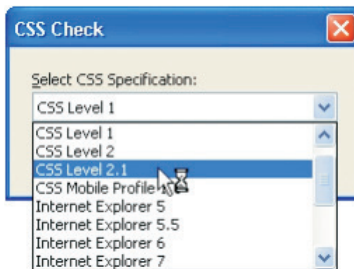 CSS Check
Select CSS Specification:
CSS Level 1
CSS Level 1
CSS Level 2
CSS Level 2.1
CSS Mobile Profile
Internet Explorer 5
Internet Explorer 5.5
Internet Explorer 6
Internet Explorer 7